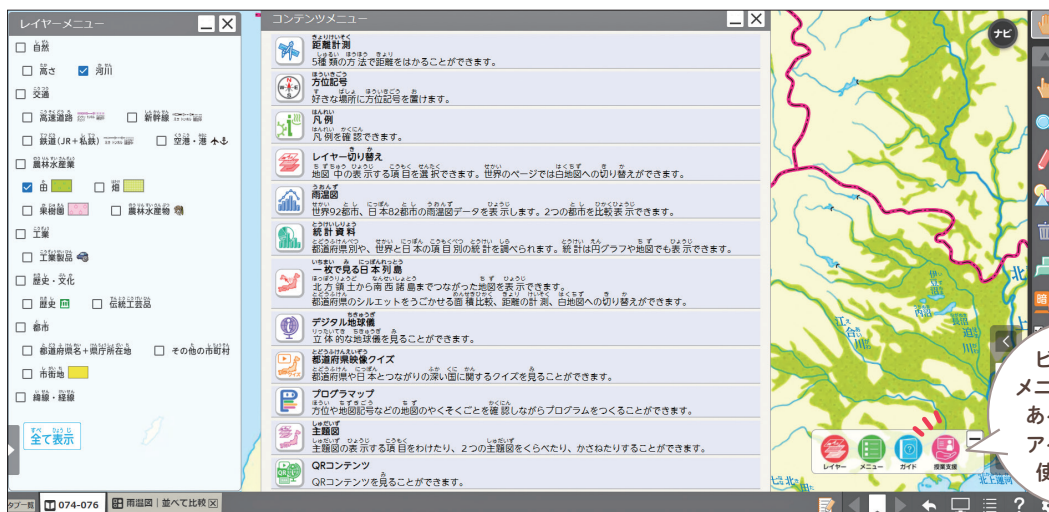 レイヤーメニュー
自然
高さ 河川
交通
高速道路 新幹線
鉄道(JR+私鉄) 空港・港
農林水産業
田 畑
果樹園 農林水産物
工業
工業製品
歴史・文化
歴史 伝統工芸品
都市
都道府県名+県庁所在地 その他の市町村
市街地
緯線・経線
全て表示
コンテンツメニュー
距離計測
5種類の方法で距離をはかることができます。
方位記号
好きな場所に方位記号を置けます。
凡例
凡例を確認できます。
レイヤー切り替え
地図中の表示する項目を選択できます。世界のページでは白地図への切り替えができます。
雨温図
世界92都市、日本82都市の雨温図データを表示します。2つの都市を比較表示できます。
統計資料
都道府県別や、世界と日本の項目別の統計を調べられます。統計は円グラフや地図でも表示できます。
一枚で見る日本列島
北方領土から南西諸島までつながった地図を表示できます。
都道府県のシルエットをうごかせる面積比較、距離の計測、白地図への切り替えができます。
デジタル地球儀
立体的な地球儀を見ることができます。
都道府県映像クイズ
都道府県や日本とつながりの深い国に関するクイズを見ることができます。
プログラマップ
方位や地図記号などの地図のやくそくごとを確認しながらプログラムをつくることができます。
主題図
主題図の表示する項目をわけたり、2つの主題図をくらべたり、かさねたりすることができます。
QRコンテンツ
QRコンテンツを見ることができます。
ナビ
江合川
迫川
長沼
北
北上運河
レイヤー メニュー ガイド 授業支援
メニ
あ
ア
使
暗
タブ一覧 074-076 雨温図|並べて比較